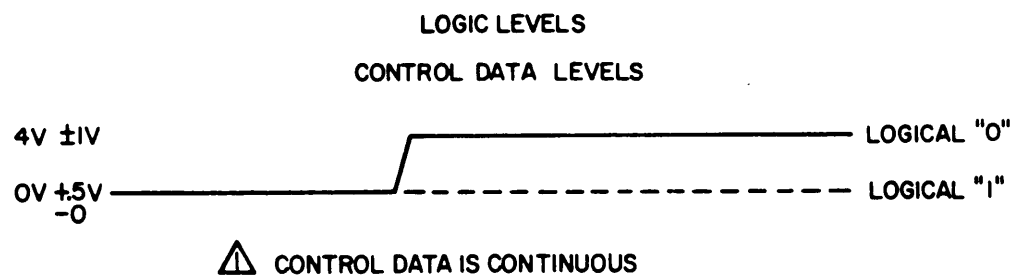 LOGIC LEVELS
CONTROL DATA LEVELS
4V ±1V
LOGICAL "0"
0V +.5V
-0
LOGICAL "1"
CONTROL DATA IS CONTINUOUS